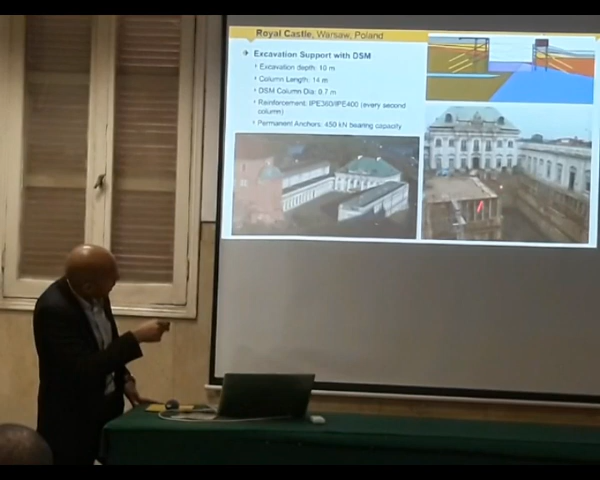 Royal Castle, Warsaw, Poland
Excavation Support with DSM
Excavation depth: 10 m
Column Length: 14 m
DSM Column Dia: 0.7 m
Reinforcement: IPE360/IPE400 (every second
column)
Permanent Anchors: 450 kN bearing capacity